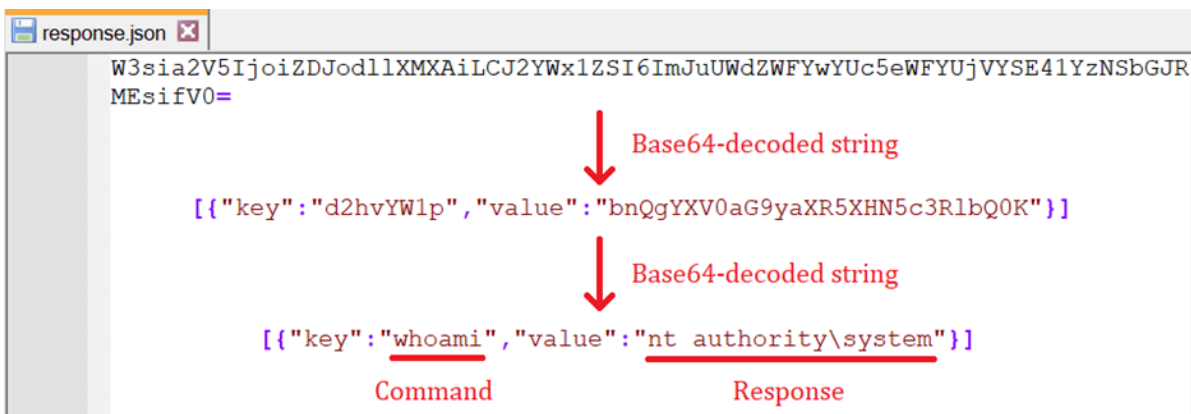 response.json
W3sia2V5IjoiZDJodllXMXAiLCJ2YWx1ZSI6ImJuUWdZWFYwYUc5eWFYUjVYSE41YzNSbGJR
MEsifV0=
Base64-decoded string
[{"key":"d2hvYW1p","value":"bnQgYXV0aG9yaXR5XHN5c3RlbQ0K"}]
Base64-decoded string
[{"key":"whoami","value":"nt authority\system"}]
Command Response